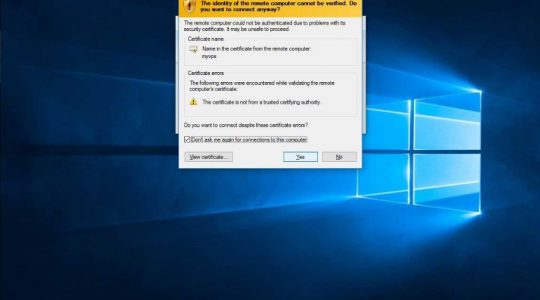 The identity of the remote computer cannot be verified. Do
you want to connect anyway?
The remote computer could not be authenticated due to problems with its
security certificate. It may be unsafe to proceed.
Certificate name
Name in the certificate from the remote computer:
myvps
Certificate errors
The following errors were encountered while validating the remote
computer's certificate:
The certificate is not from a trusted certifying authority.
Do you want to connect despite these certificate errors?
Don't ask me again for connections to this computer
View certificate... Yes No